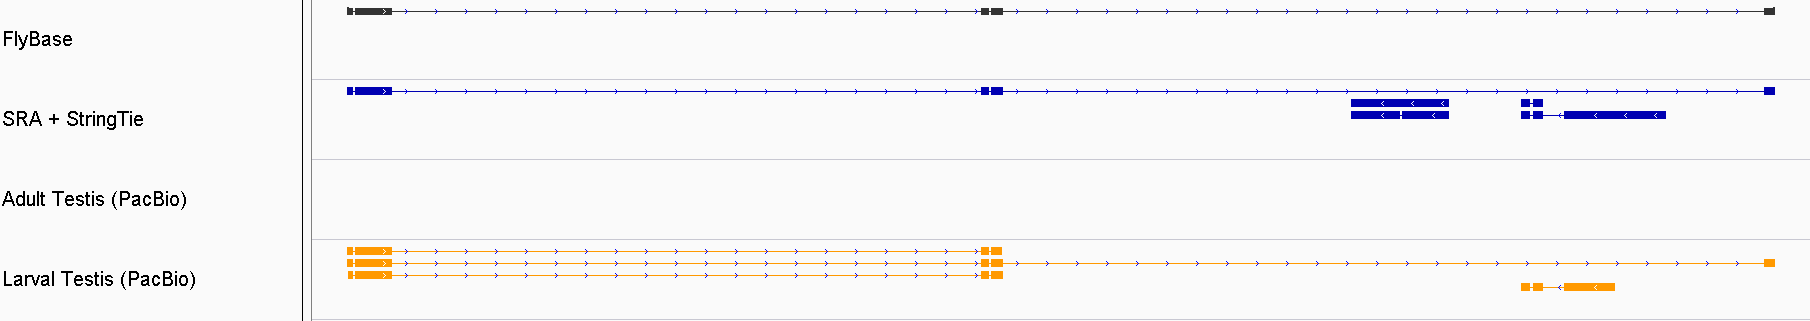 FlyBase
SRA + StringTie
Adult Testis (PacBio)
Larval Testis (PacBio)